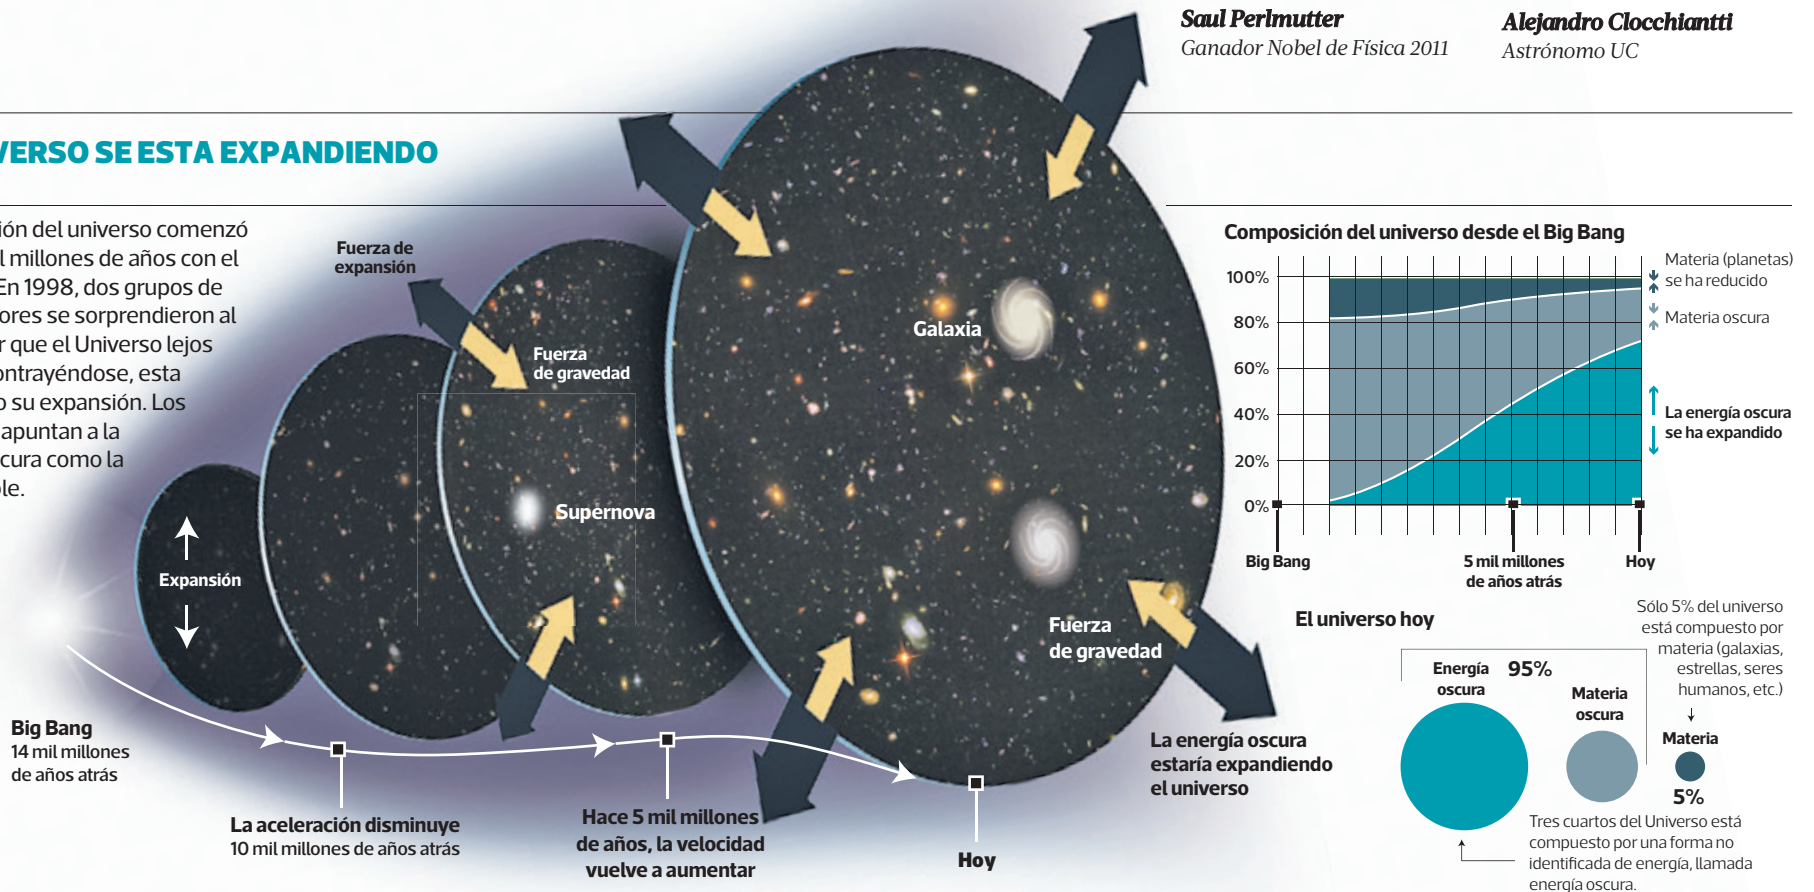 Saul Perlmutter
Ganador Nobel de Física 2011
Alejandro Clocchiantti
Astrónomo UC
VERSO SE ESTA EXPANDIENDO
ión del universo comenzó
l millones de años con el
En 1998, dos grupos de
ores se sorprendieron al
r que el Universo lejos
ontrayéndose, esta
o su expansión. Los
apuntan a la
cura como la
le.
Fuerza de
expansión
Fuerza
de gravedad
Supernova
Expansión
Galaxia
Fuerza
de gravedad
Big Bang
14 mil millones
de años atrás
La aceleración disminuye
10 mil millones de años atrás
Hace 5 mil millones
de años, la velocidad
vuelve a aumentar
Hoy
La energía oscura
estaría expandiendo
el universo
Composición del universo desde el Big Bang
100%
80%
60%
40%
20%
0%
Big Bang
5 mil millones
de años atrás
Hoy
Materia (planetas)
se ha reducido
Materia oscura
La energía oscura
se ha expandido
El universo hoy
Sólo 5% del universo
está compuesto por
materia (galaxias,
estrellas, seres
humanos, etc.)
Energía
oscura
95%
Materia
oscura
Materia
5%
Tres cuartos del Universo está
compuesto por una forma no
identificada de energía, llamada
energía oscura.